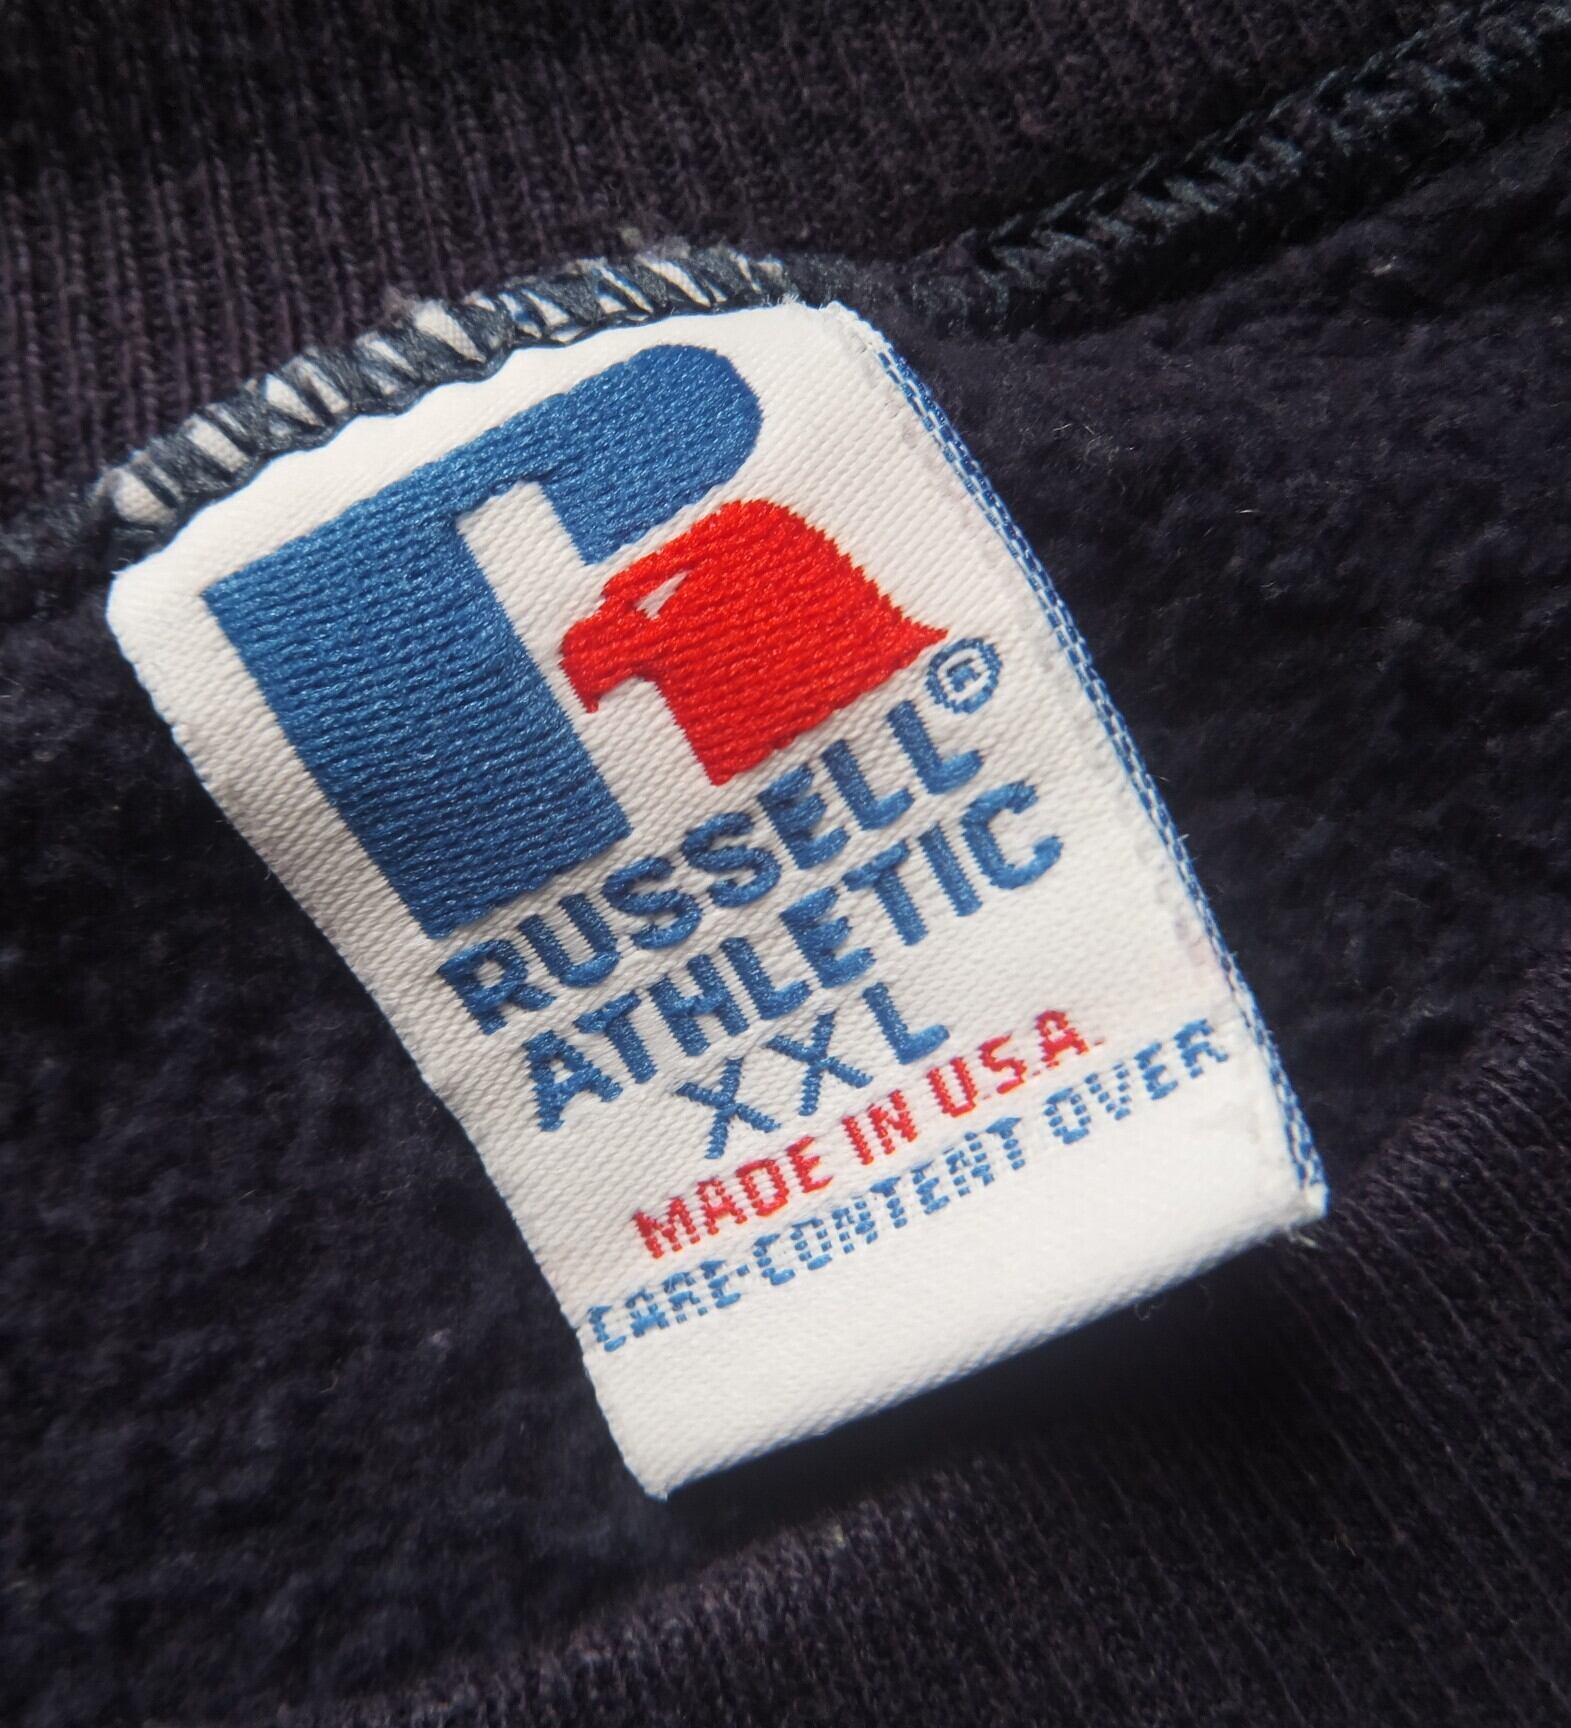 RUSSELL®
ATHLETIC
XXL
MADE IN U.S.A.
CARE·CONTENT OVER